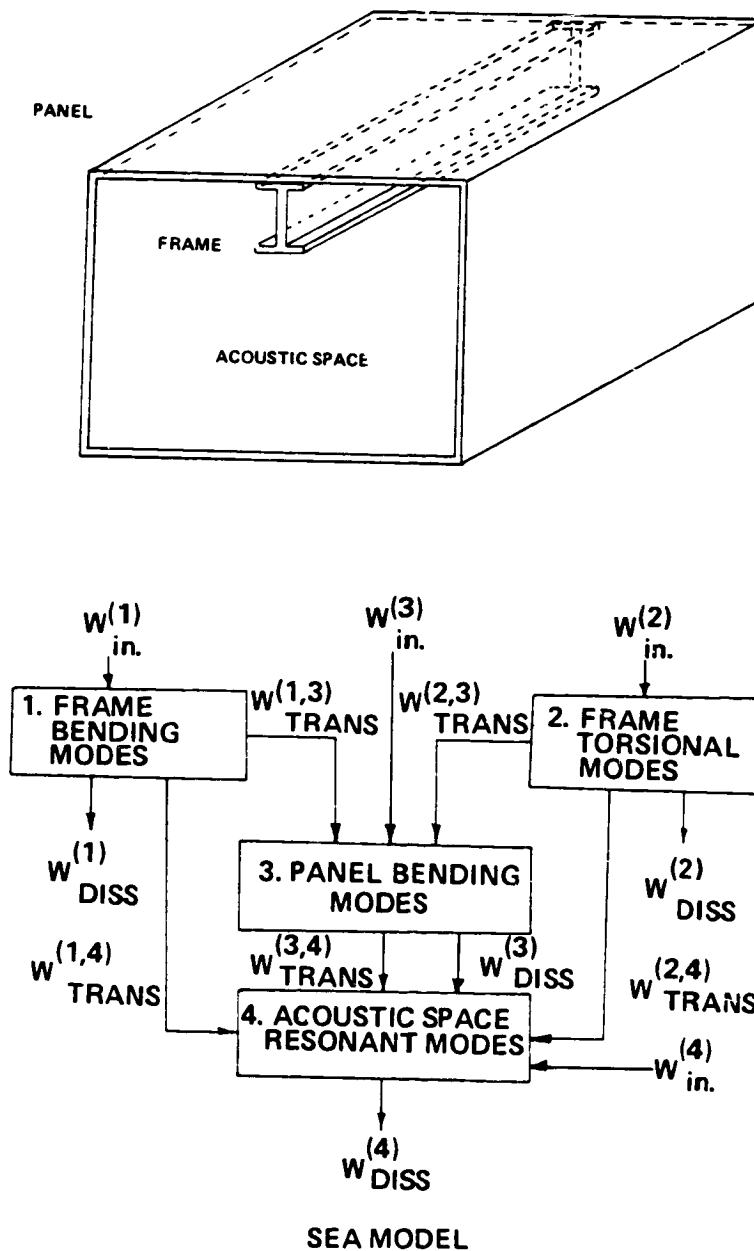 PANEL
FRAME
ACOUSTIC SPACE
W(1)in.
W(3)in.
W(2)in.
1. FRAME
BENDING
MODES
W(1,3)TRANS
W(2,3)TRANS
2. FRAME
TORSIONAL
MODES
W(1)DISS
3. PANEL BENDING
MODES
W(2)DISS
W(1,4)TRANS
W(3,4)TRANS
W(3)DISS
W(2,4)TRANS
4. ACOUSTIC SPACE
RESONANT MODES
W(4)in.
W(4)DISS
SEA MODEL